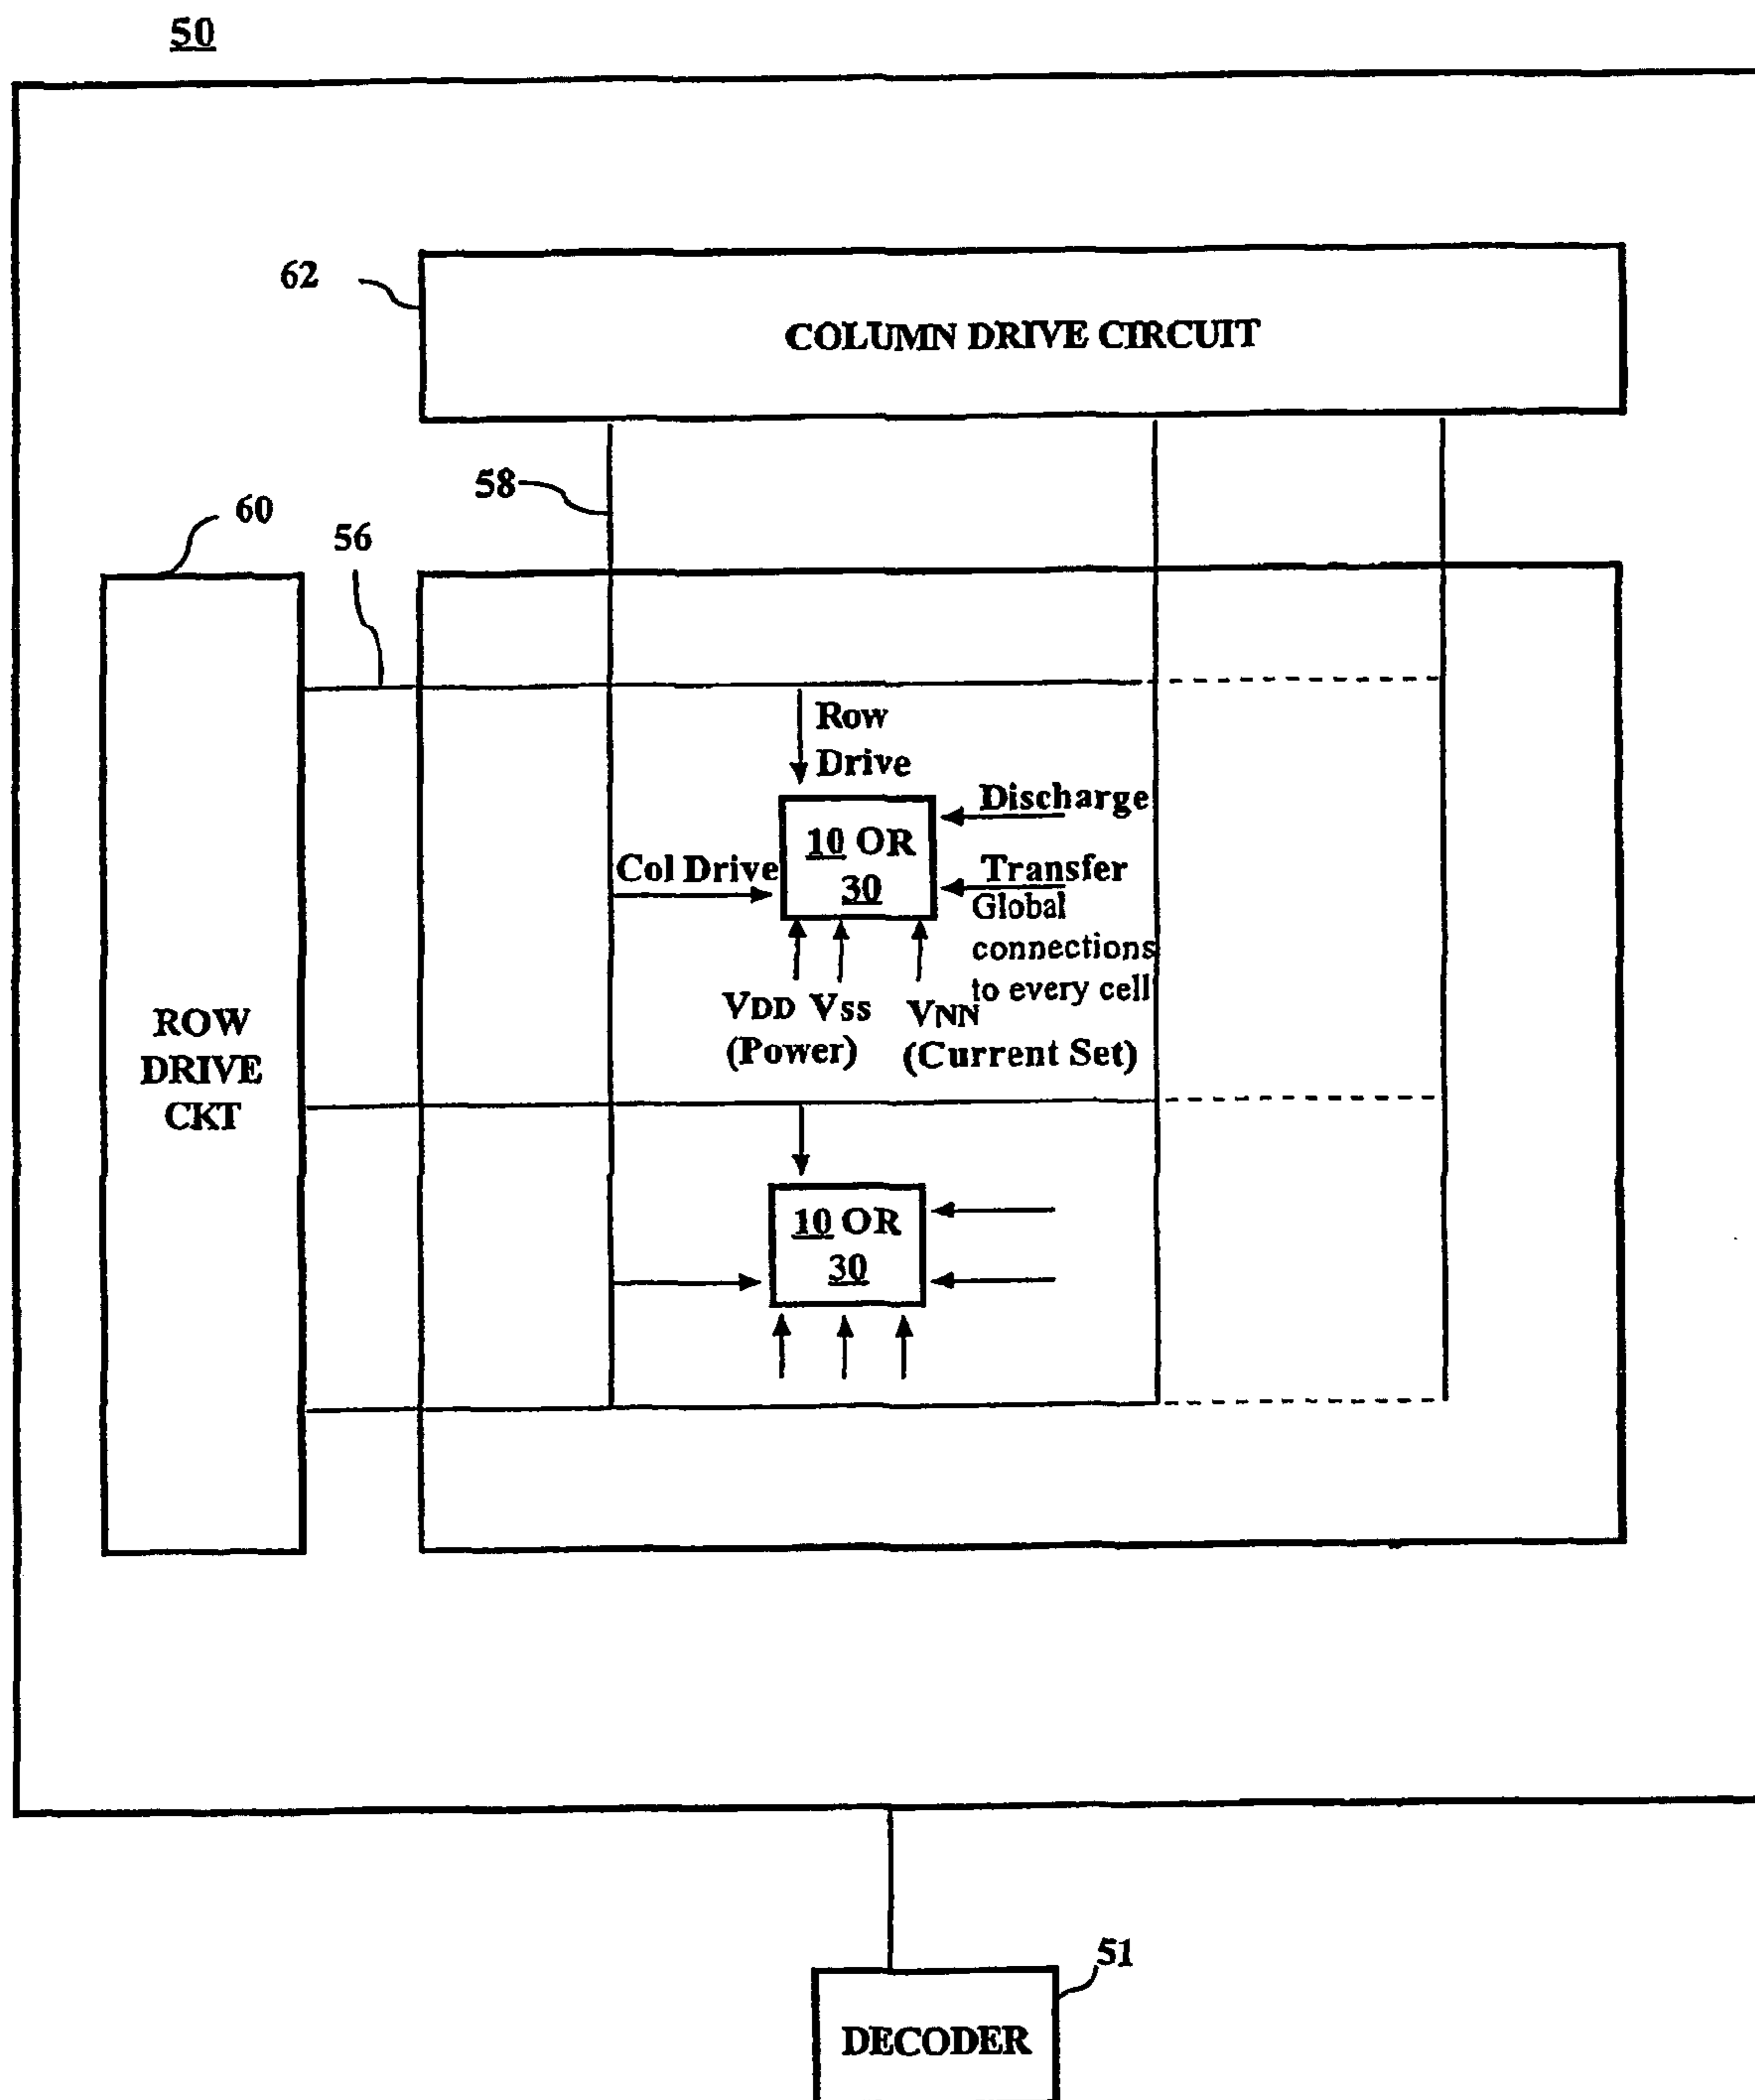 50
62
COLUMN DRIVE CIRCUIT
58
60
56
Row
Drive
Discharge
10 OR
30
Col Drive
Transfer
Global
connections
to every cell
VDD VSS VNN
(Power) (Current Set)
ROW
DRIVE
CKT
10 OR
30
51
DECODER